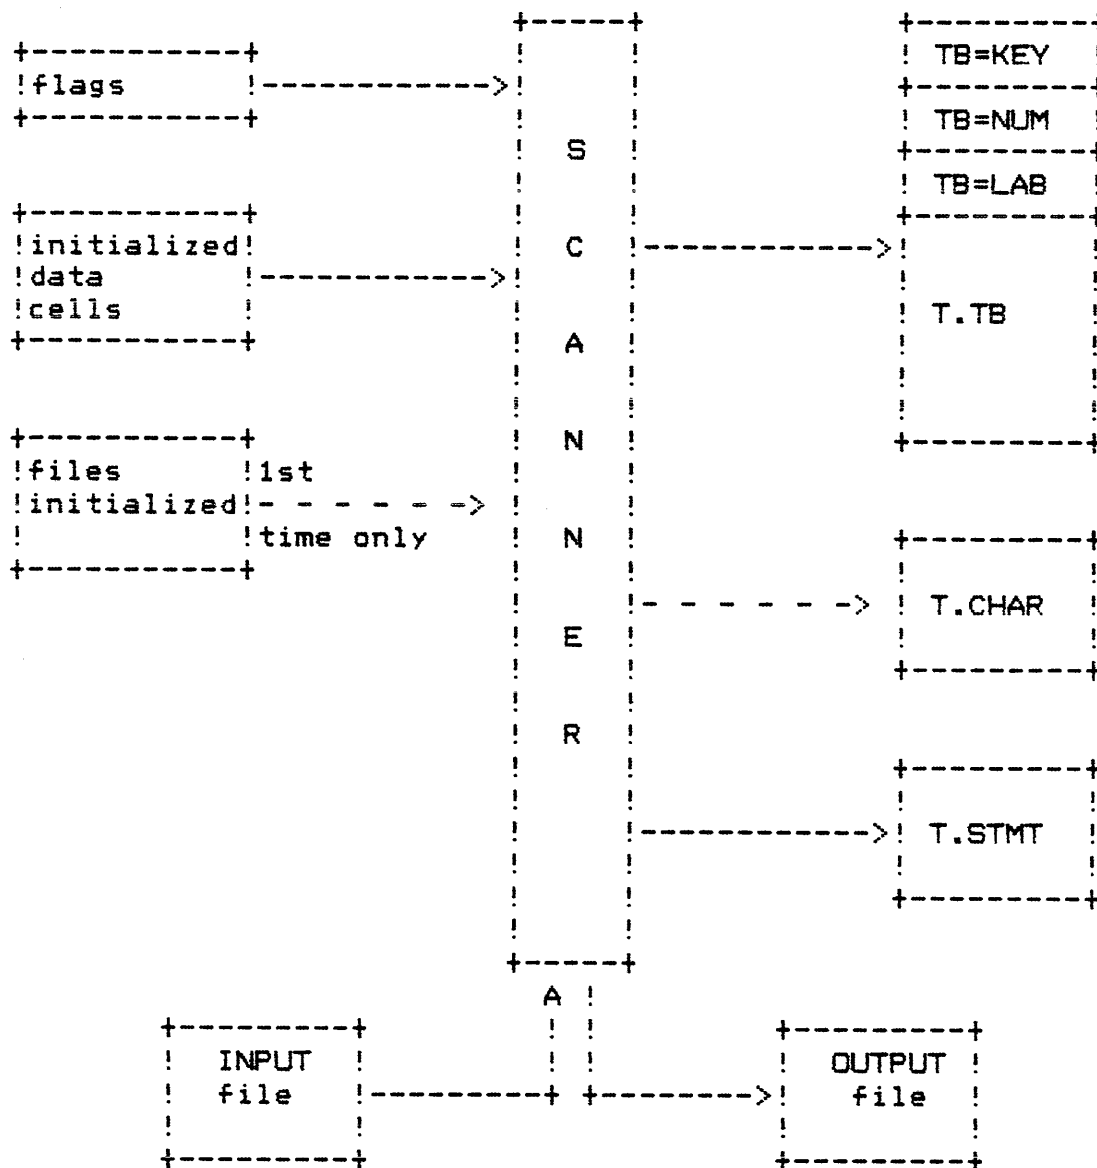 flags
initialized
data
cells
files
initialized
1st
time only
S
C
A
N
N
E
R
TB=KEY
TB=NUM
TB=LAB
T.TB
T.CHAR
T.STMT
INPUT
file
OUTPUT
file